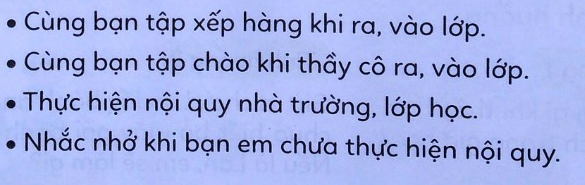 • Cùng bạn tập xếp hàng khi ra, vào lớp.
• Cùng bạn tập chào khi thầy cô ra, vào lớp.
• Thực hiện nội quy nhà trường, lớp học.
• Nhắc nhở khi bạn em chưa thực hiện nội quy.